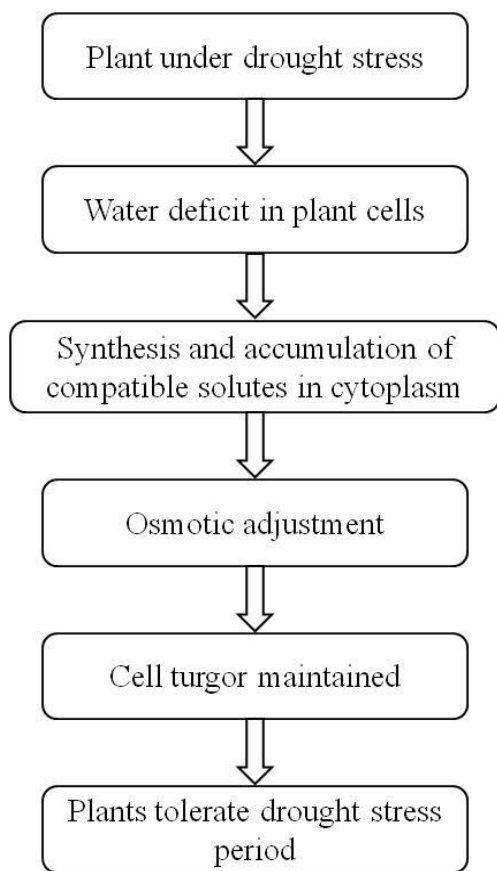 Plant under drought stress
Water deficit in plant cells
Synthesis and accumulation of
compatible solutes in cytoplasm
Osmotic adjustment
Cell turgor maintained
Plants tolerate drought stress
period